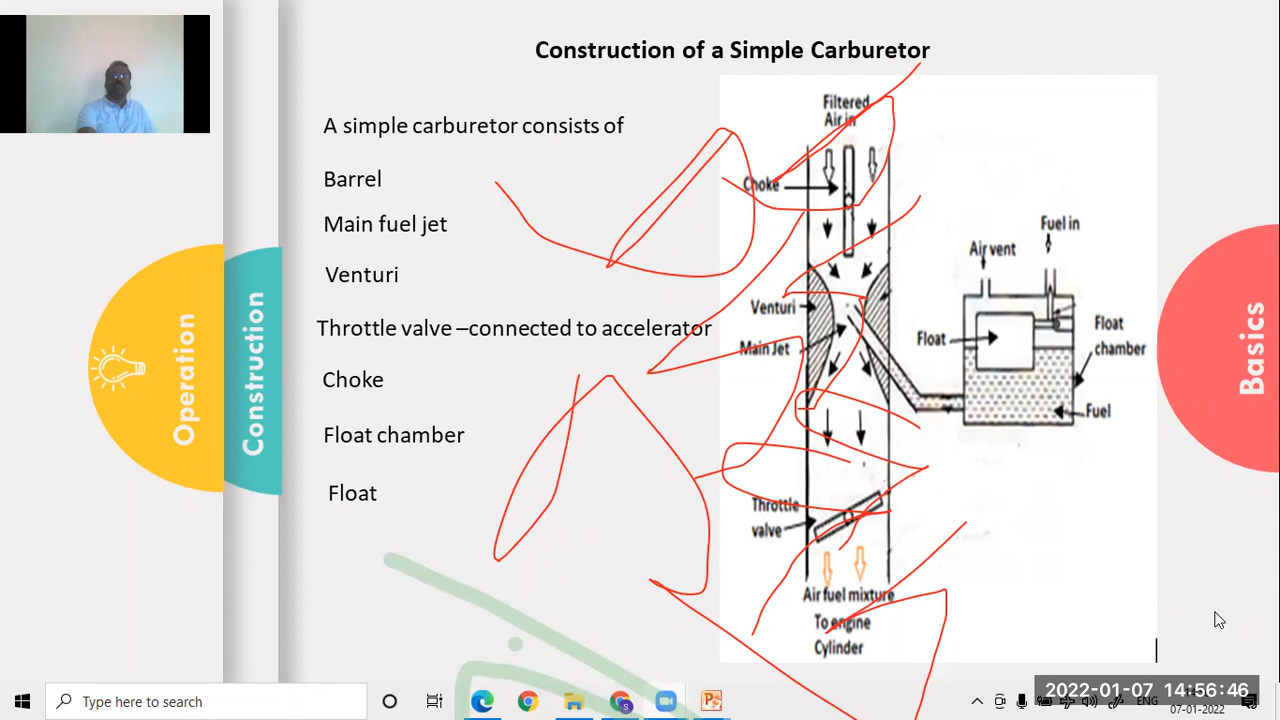 Construction of a Simple Carburetor
A simple carburetor consists of
Barrel
Main fuel jet
Venturi
Throttle valve –connected to accelerator
Choke
Float chamber
Float
Operation
Construction
Basics
Filtered
Air in
Choke
Venturi
Main Jet
Throttle
valve
Air fuel mixture
To engine
Cylinder
Air vent
Fuel in
Float
Float
chamber
Fuel
Type here to search
ENG
2022-01-07 14:56:46
07-01-2022